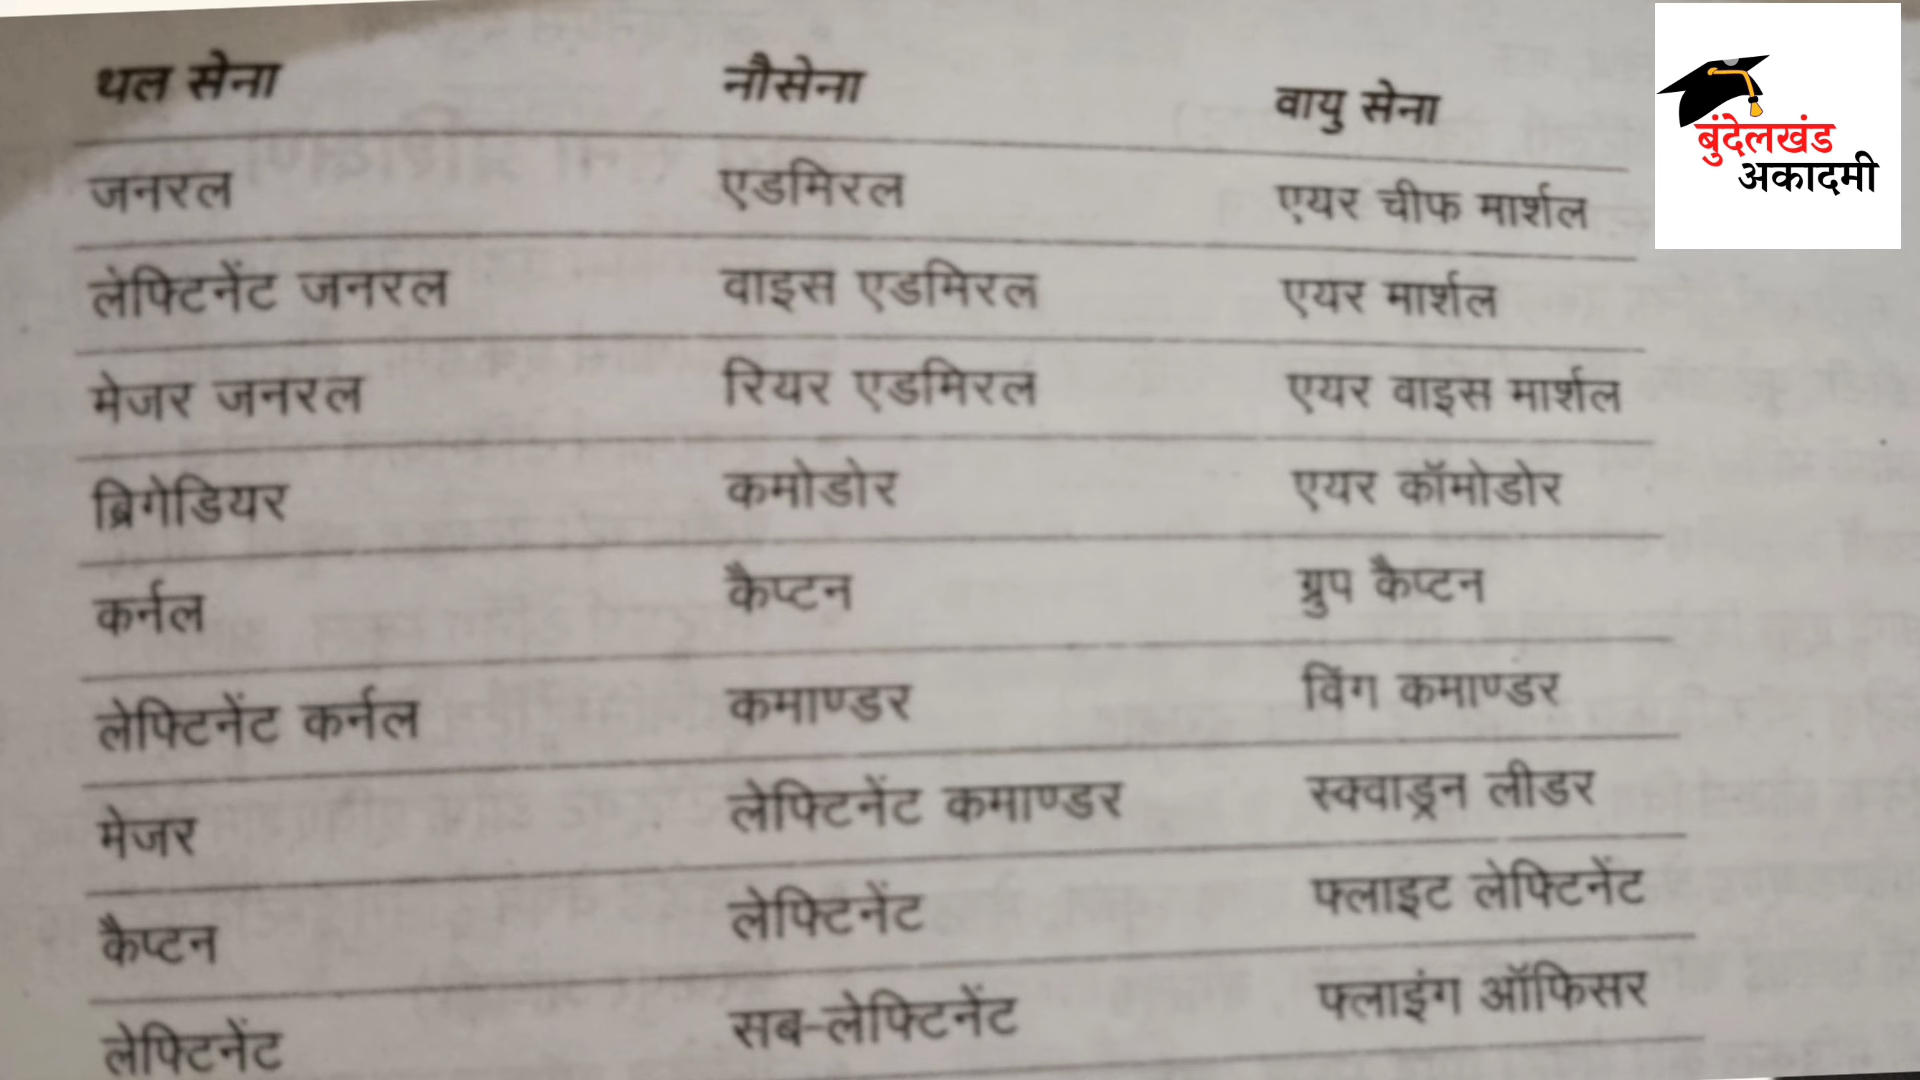 थल सेना नौसेना वायु सेना
जनरल एडमिरल एयर चीफ मार्शल
लेफ्टिनेंट जनरल वाइस एडमिरल एयर मार्शल
मेजर जनरल रियर एडमिरल एयर वाइस मार्शल
ब्रिगेडियर कमोडोर एयर कॉमोडोर
कर्नल कैप्टन ग्रुप कैप्टन
लेफ्टिनेंट कर्नल कमाण्डर विंग कमाण्डर
मेजर लेफ्टिनेंट कमाण्डर स्क्वाड्रन लीडर
कैप्टन लेफ्टिनेंट फ्लाइट लेफ्टिनेंट
लेफ्टिनेंट सब-लेफ्टिनेंट फ्लाइंग ऑफिसर
बुंदेलखंड
अकादमी